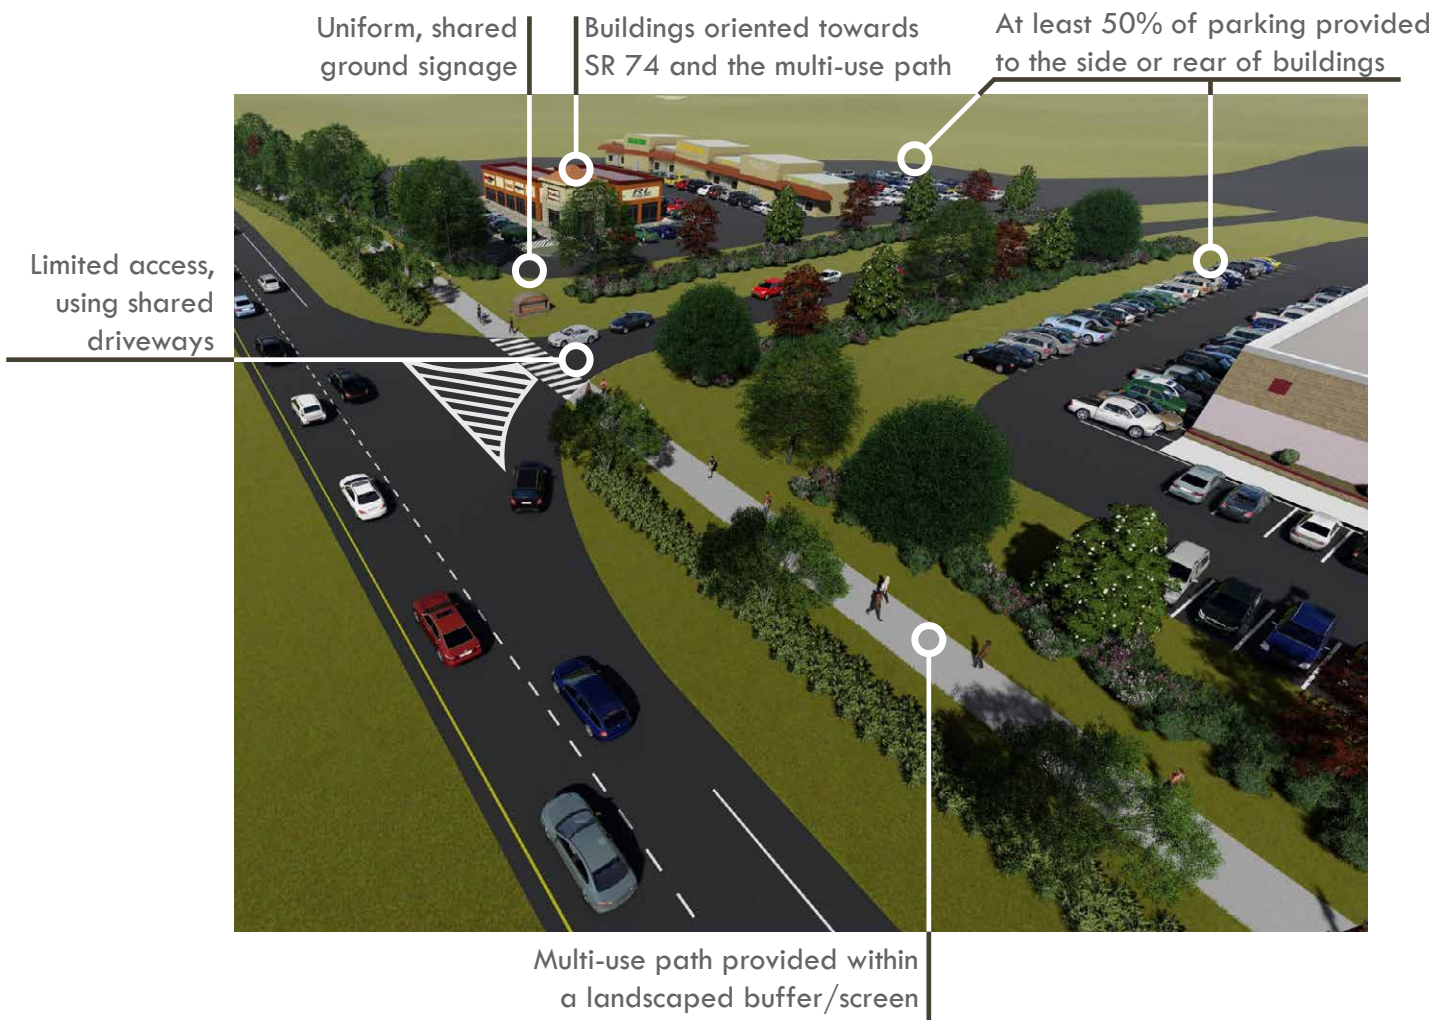 Uniform, shared
ground signage
Buildings oriented towards
SR 74 and the multi-use path
At least 50% of parking provided
to the side or rear of buildings
Limited access,
using shared
driveways
Multi-use path provided within
a landscaped buffer/screen